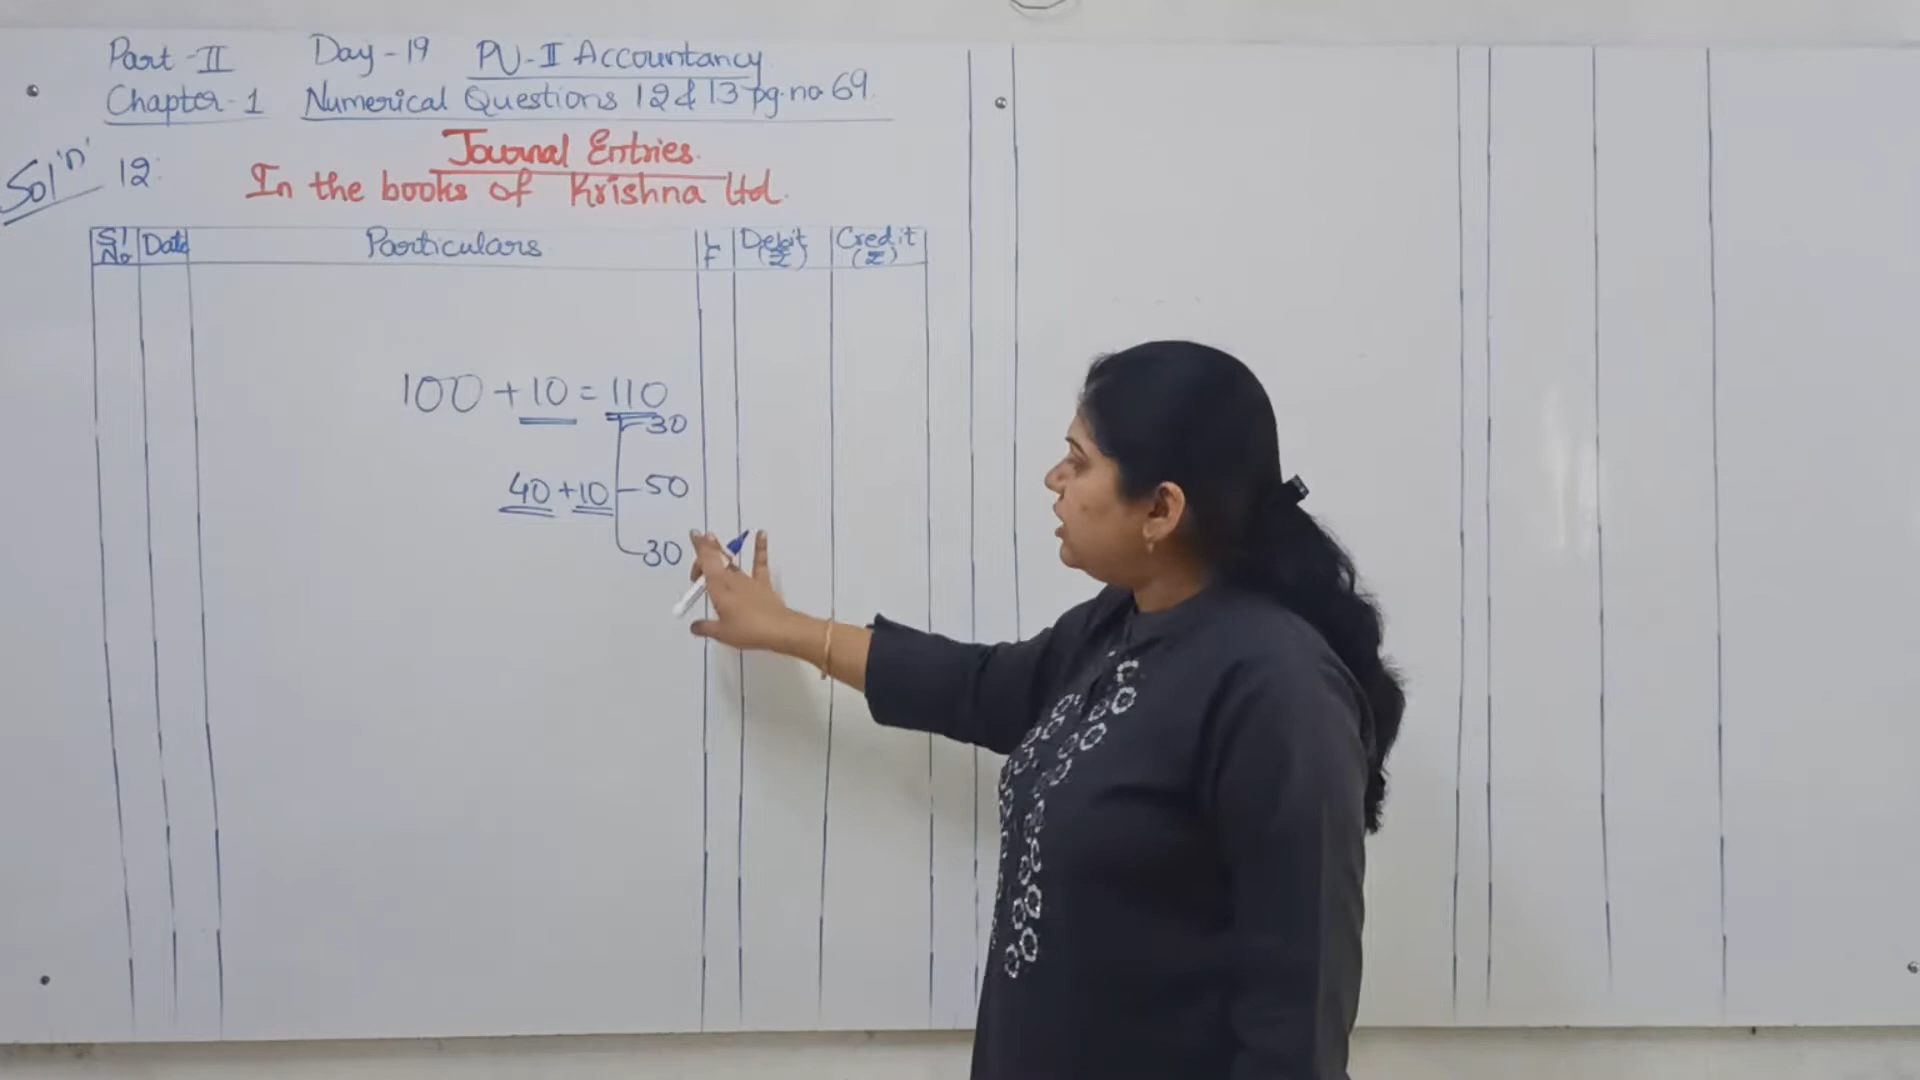 Part-II Day-19 PU-II Accountancy
Chapter-1 Numerical Questions 12 & 13 pg.no 69
Sol'n' 12:
Journal Entries.
In the books of Krishna Ltd.
Sl No Date Particulars L F Debit (₹) Credit (₹)
100 + 10 = 110
30
40 + 10 50
30